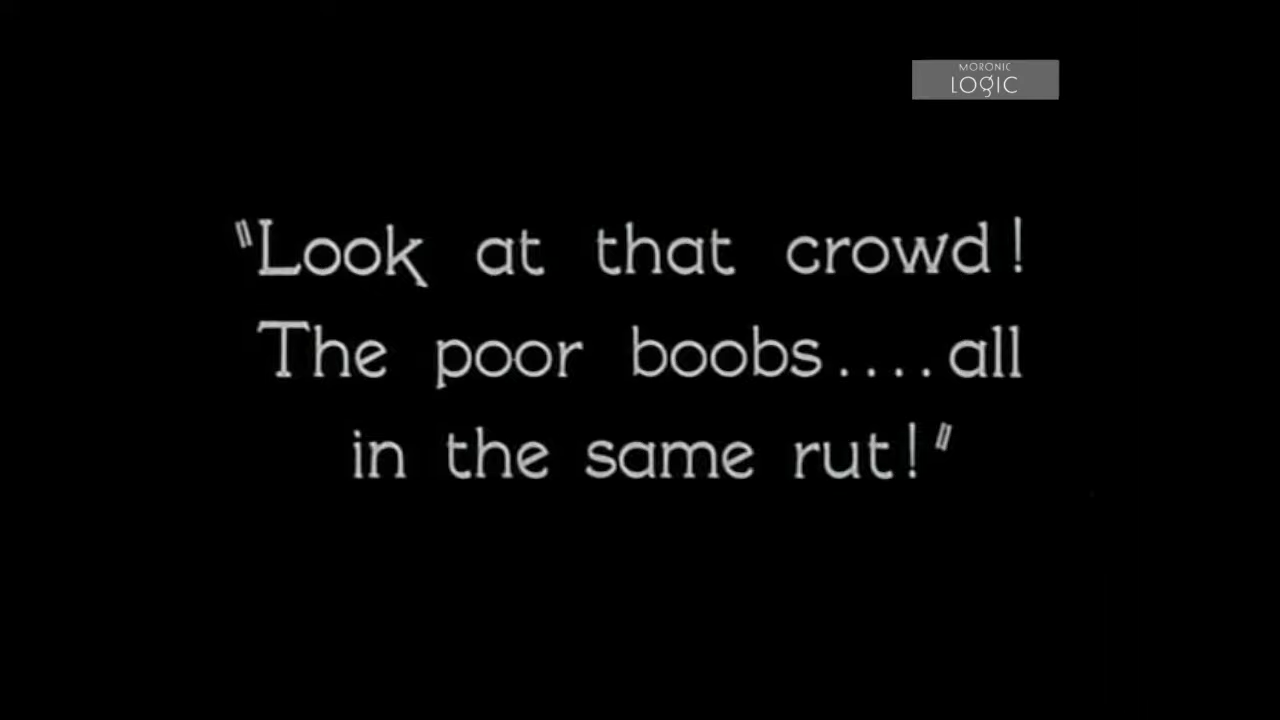 MORONIC
LOGIC
"Look at that crowd!
The poor boobs....all
in the same rut!"